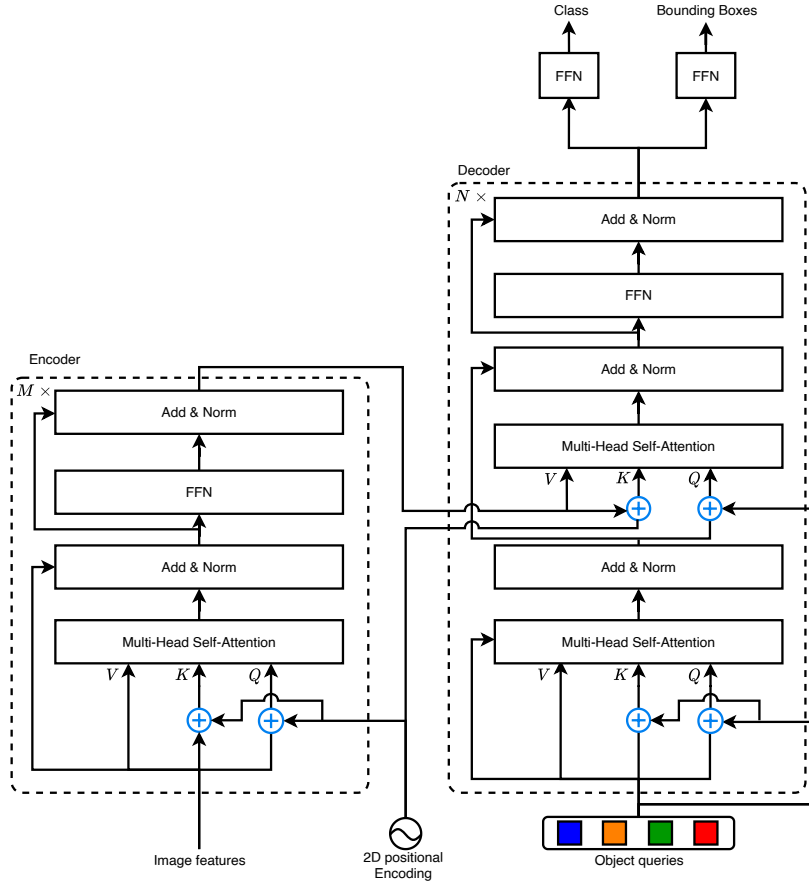 Class
Bounding Boxes
FFN
FFN
Decoder
N ×
Add & Norm
FFN
Add & Norm
Multi-Head Self-Attention
V
K
Q
Add & Norm
Multi-Head Self-Attention
V
K
Q
Object queries
Encoder
M ×
Add & Norm
FFN
Add & Norm
Multi-Head Self-Attention
V
K
Q
Image features
2D positional
Encoding